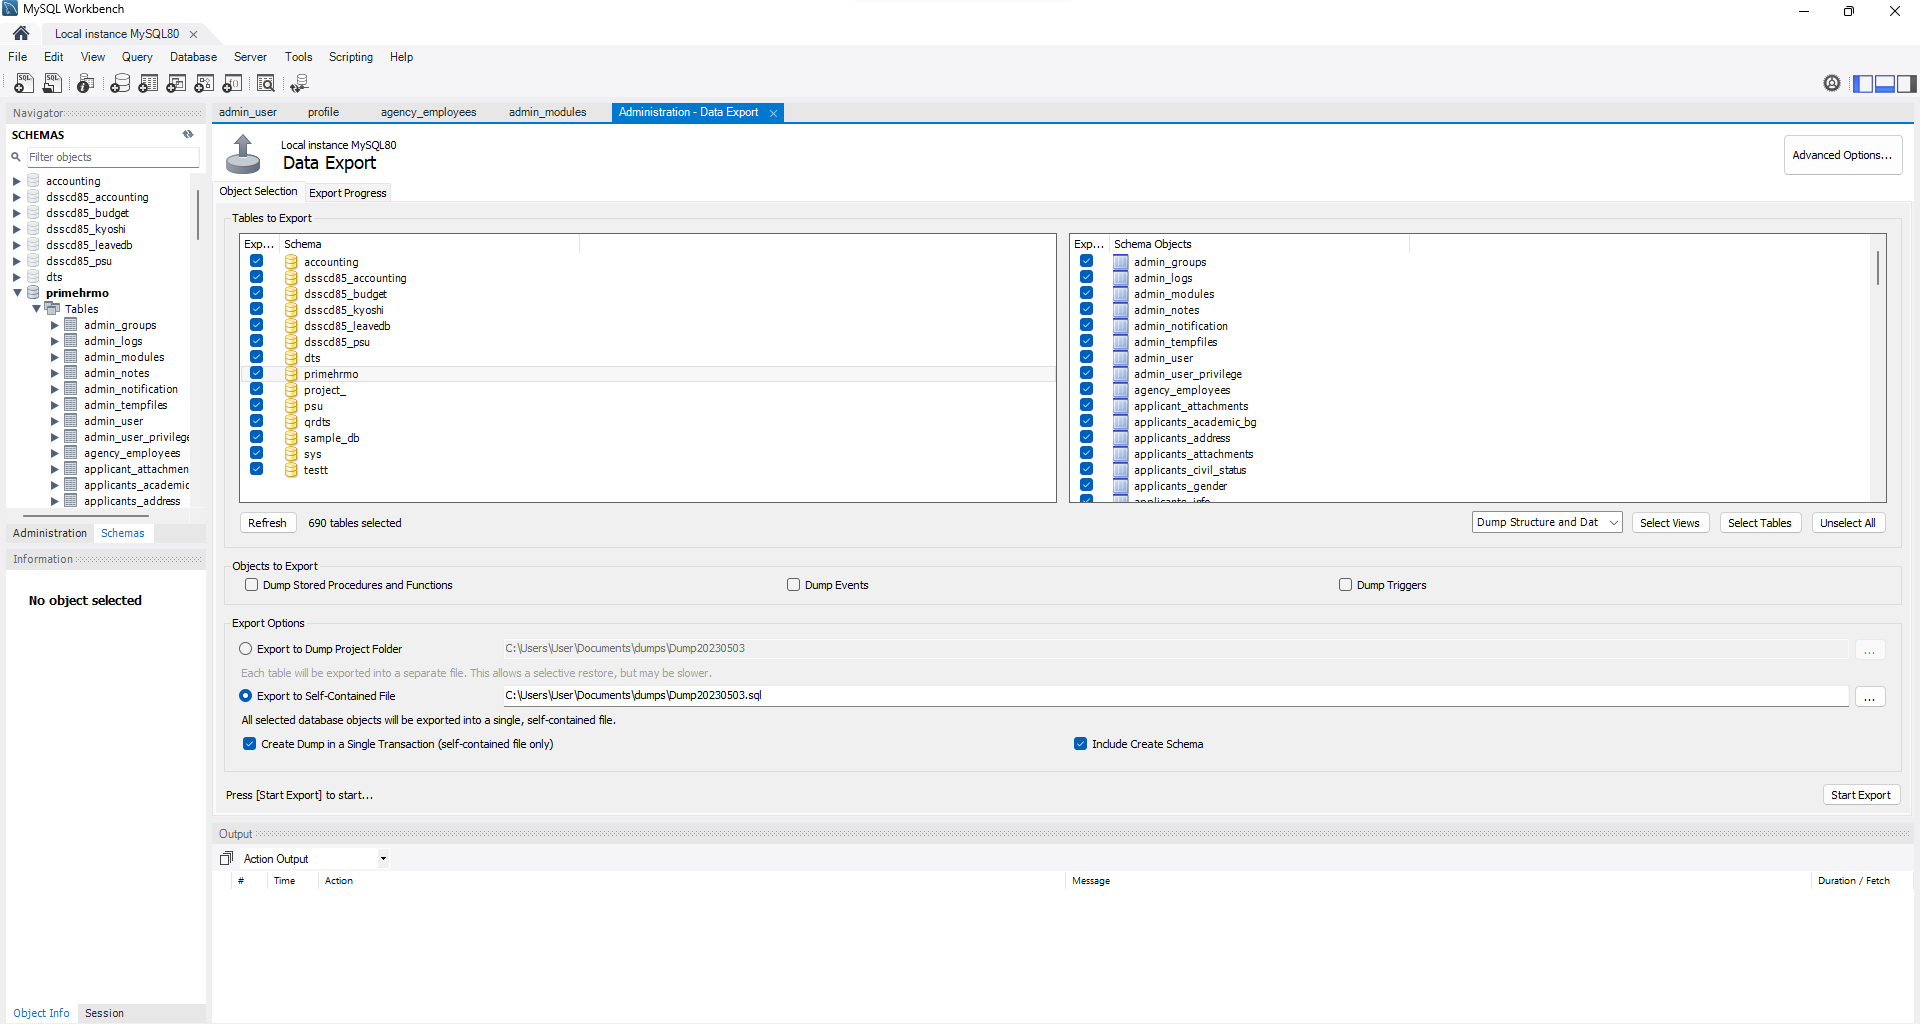 MySQL Workbench
Local instance MySQL80
File Edit View Query Database Server Tools Scripting Help
Navigator
SCHEMAS
Filter objects
accounting
dsscd85_accounting
dsscd85_budget
dsscd85_kyoshi
dsscd85_leavedb
dsscd85_psu
dts
primehrmo
Tables
admin_groups
admin_logs
admin_modules
admin_notes
admin_notification
admin_tempfiles
admin_user
admin_user_privilege
agency_employees
applicant_attachmen
applicants_academic
applicants_address
Administration Schemas
Information
No object selected
Object Info Session
admin_user profile agency_employees admin_modules Administration - Data Export
Local instance MySQL80
Data Export
Advanced Options...
Object Selection Export Progress
Tables to Export
Exp... Schema
accounting
dsscd85_accounting
dsscd85_budget
dsscd85_kyoshi
dsscd85_leavedb
dsscd85_psu
dts
primehrmo
project_
psu
qrdts
sample_db
sys
testt
Exp... Schema Objects
admin_groups
admin_logs
admin_modules
admin_notes
admin_notification
admin_tempfiles
admin_user
admin_user_privilege
agency_employees
applicant_attachments
applicants_academic_bg
applicants_address
applicants_attachments
applicants_civil_status
applicants_gender
applicants_info
Refresh 690 tables selected Dump Structure and Dat Select Views Select Tables Unselect All
Objects to Export
Dump Stored Procedures and Functions Dump Events Dump Triggers
Export Options
Export to Dump Project Folder C:\Users\User\Documents\dumps\Dump20230503 ...
Each table will be exported into a separate file. This allows a selective restore, but may be slower.
Export to Self-Contained File C:\Users\User\Documents\dumps\Dump20230503.sql ...
All selected database objects will be exported into a single, self-contained file.
Create Dump in a Single Transaction (self-contained file only) Include Create Schema
Press [Start Export] to start... Start Export
Output
Action Output
# Time Action Message Duration / Fetch